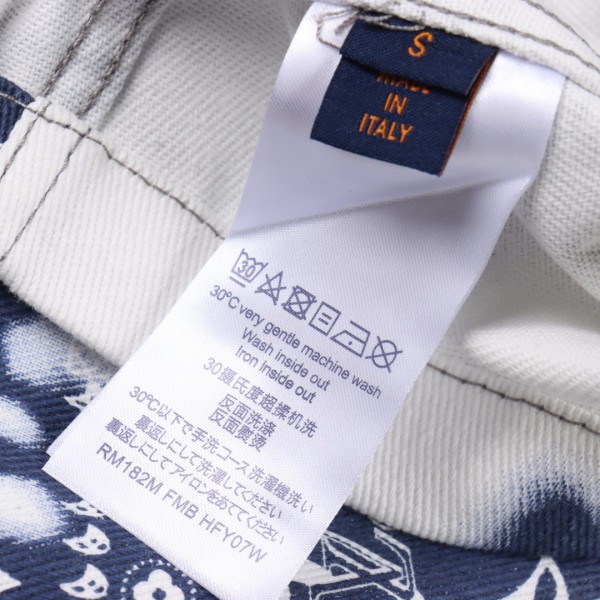 S
MADE
IN
ITALY
30
30°C very gentle machine wash
Wash inside out
Iron inside out
30摄氏度超柔机洗
反面洗涤
反面熨烫
30℃以下で手洗コース洗濯機洗い
裏返しにして洗濯してください
裏返しにしてアイロンをあててください
RM182M FMB HFY07W